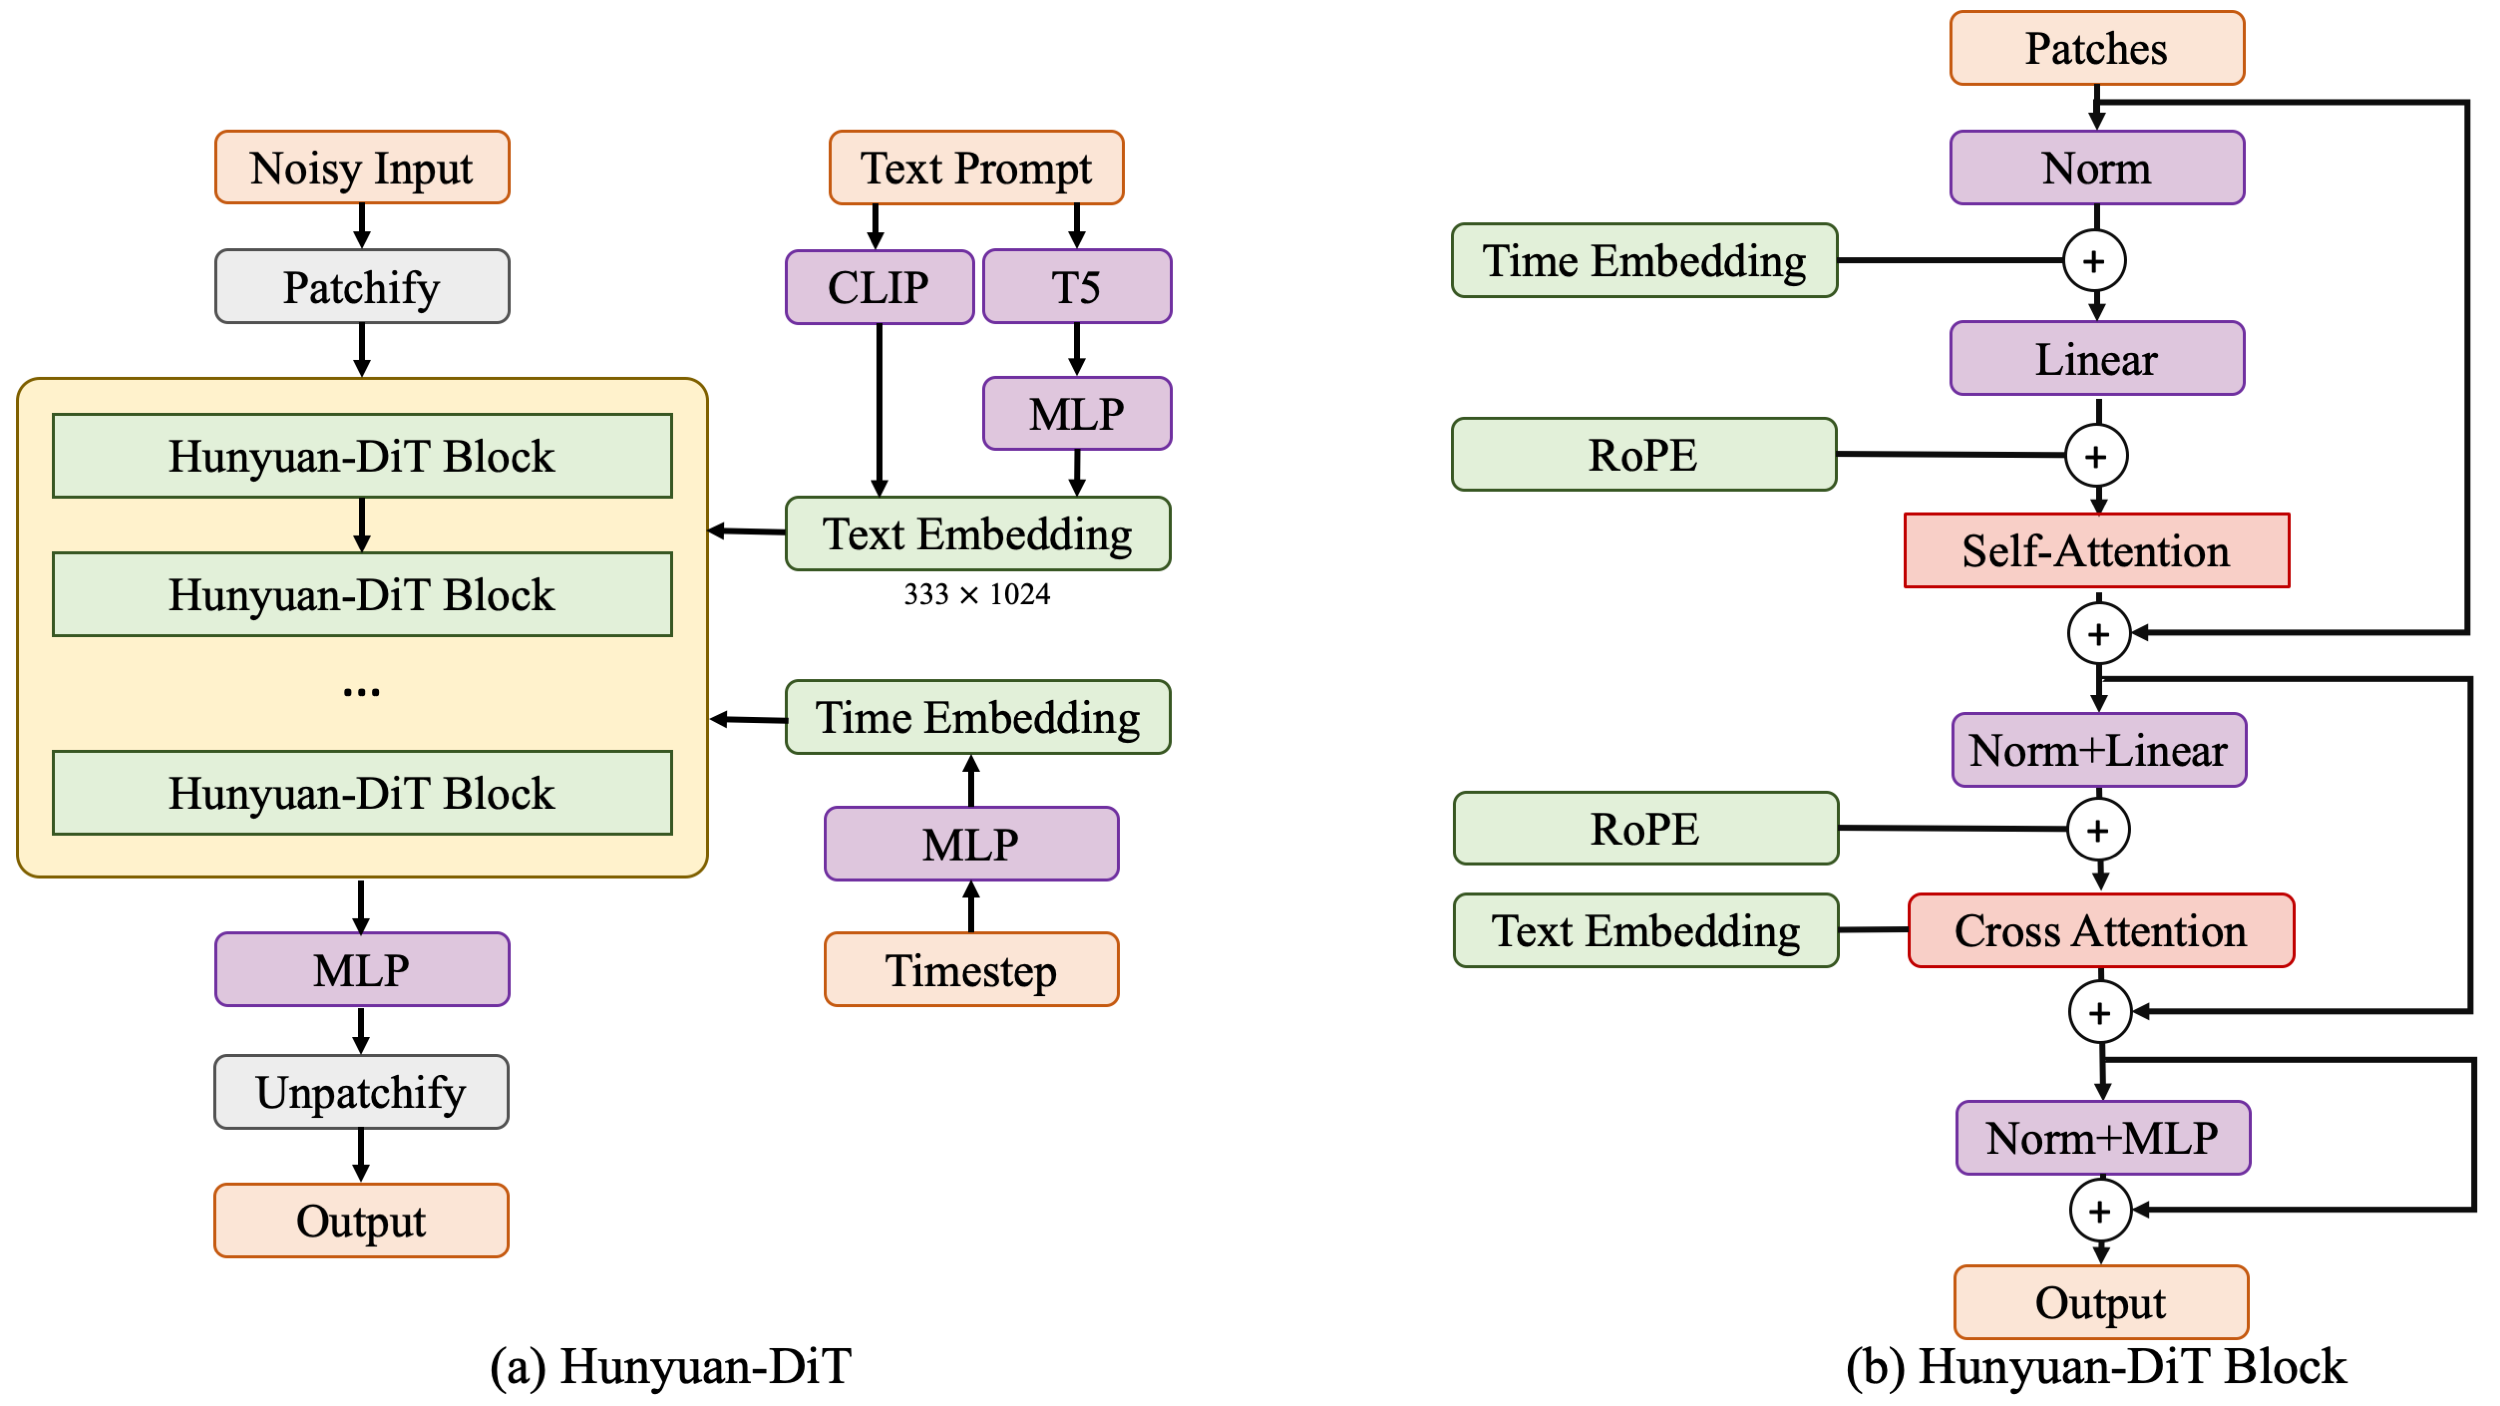 Noisy Input
Patchify
Hunyuan-DiT Block
Hunyuan-DiT Block
...
Hunyuan-DiT Block
MLP
Unpatchify
Output
Text Prompt
CLIP
T5
MLP
Text Embedding
333 × 1024
Time Embedding
MLP
Timestep
(a) Hunyuan-DiT
Patches
Norm
Time Embedding
+
Linear
RoPE
+
Self-Attention
+
Norm+Linear
RoPE
+
Text Embedding
Cross Attention
+
Norm+MLP
+
Output
(b) Hunyuan-DiT Block